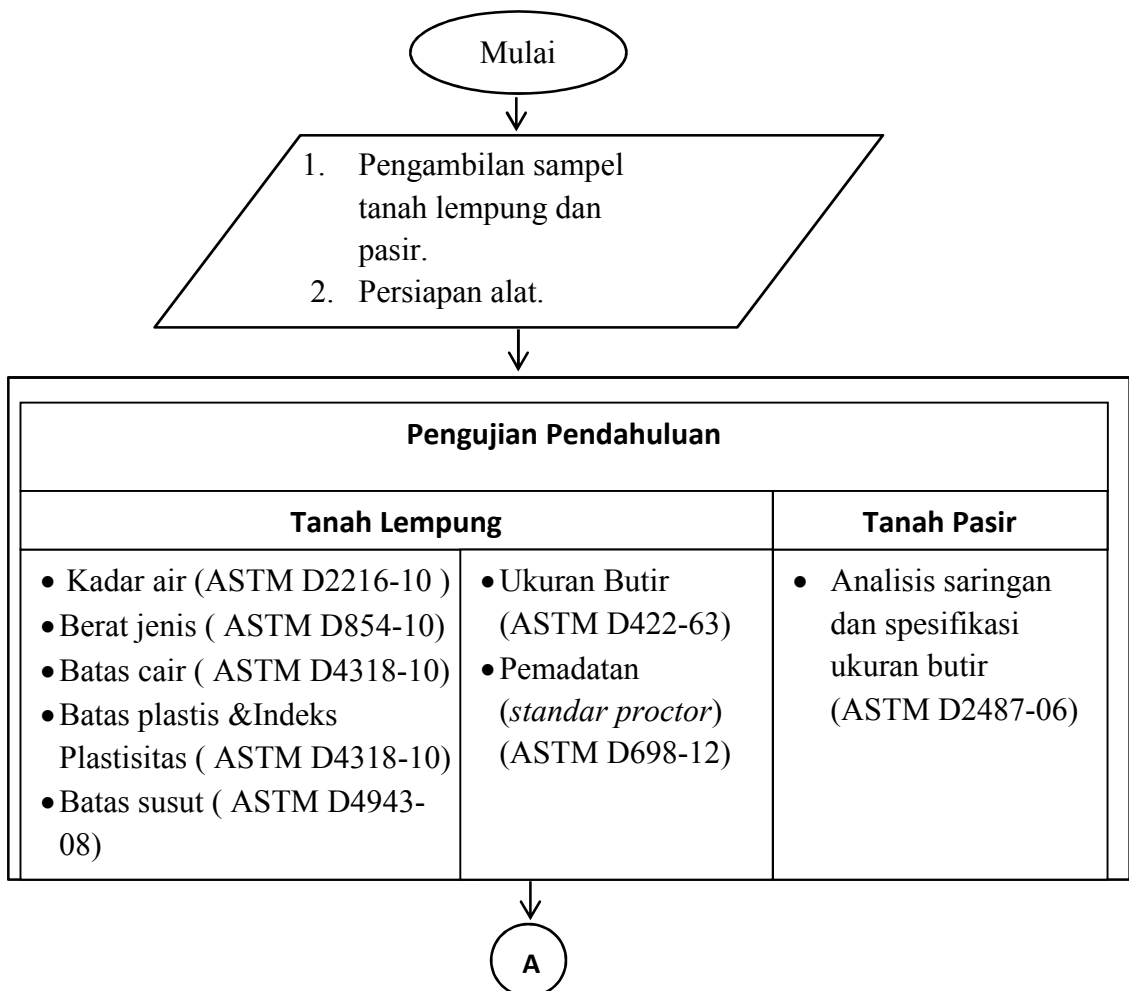 Mulai
1. Pengambilan sampel
tanah lempung dan
pasir.
2. Persiapan alat.
Pengujian Pendahuluan
Tanah Lempung
Tanah Pasir
• Kadar air (ASTM D2216-10 )
• Berat jenis ( ASTM D854-10)
• Batas cair ( ASTM D4318-10)
• Batas plastis &Indeks
Plastisitas ( ASTM D4318-10)
• Batas susut ( ASTM D4943-
08)
• Ukuran Butir
(ASTM D422-63)
• Pemadatan
(standar proctor)
(ASTM D698-12)
• Analisis saringan
dan spesifikasi
ukuran butir
(ASTM D2487-06)
A